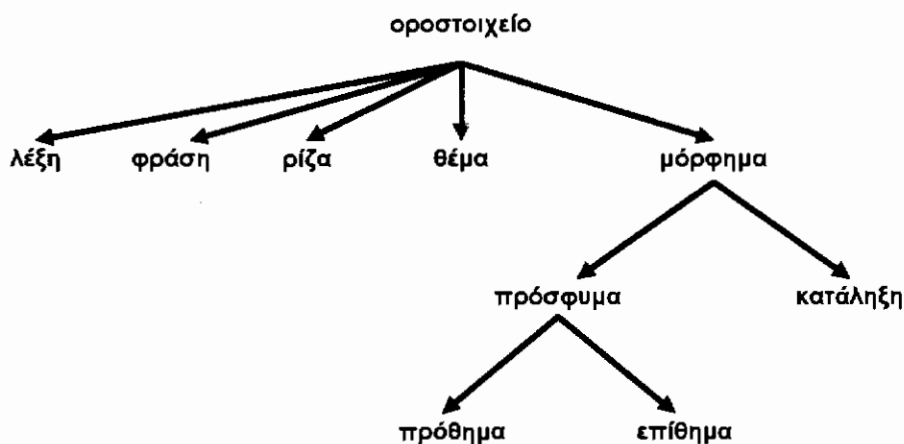 οροστοιχείο
λέξη φράση ρίζα θέμα μόρφημα
πρόσφυμα κατάληξη
πρόθημα επίθημα